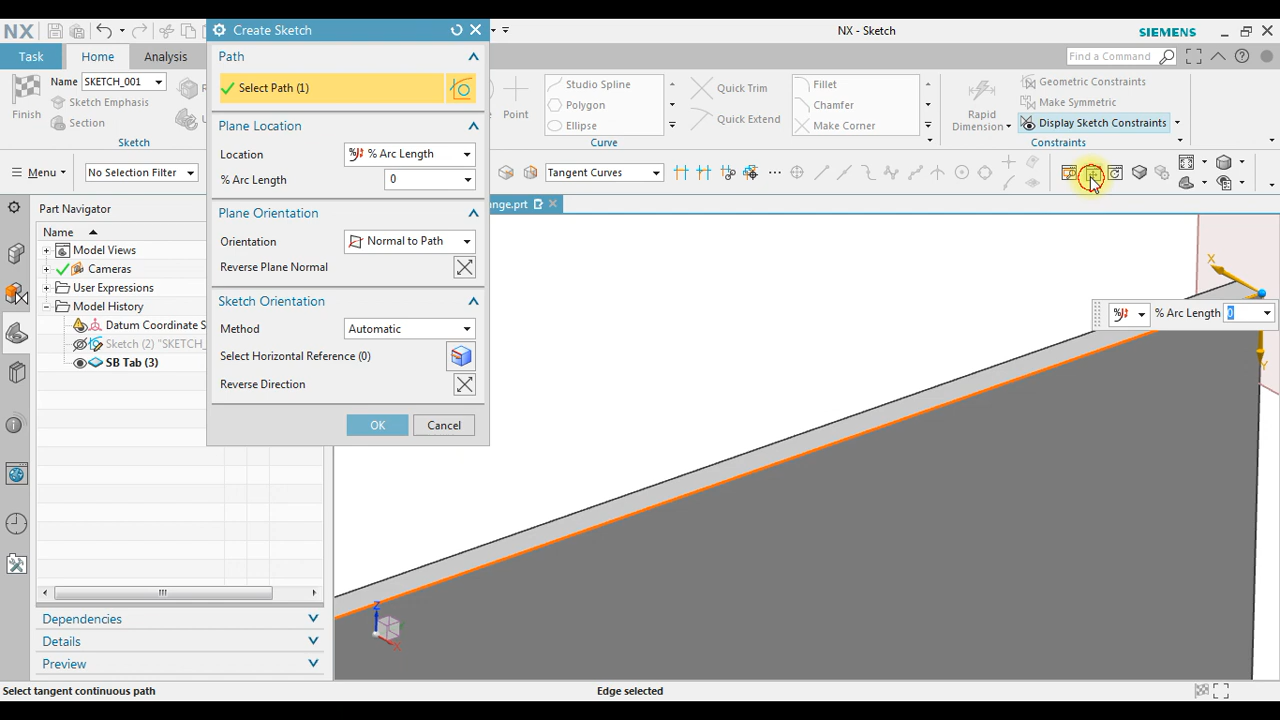 NX
NX - Sketch
SIEMENS
Task
Home
Analysis
Find a Command
Finish
Name SKETCH_001
Sketch Emphasis
Section
Sketch
Point
Studio Spline
Polygon
Ellipse
Quick Trim
Quick Extend
Fillet
Chamfer
Make Corner
Curve
Rapid
Dimension
Geometric Constraints
Make Symmetric
Display Sketch Constraints
Constraints
Menu
No Selection Filter
Tangent Curves
nge.prt
Create Sketch
Path
Select Path (1)
Plane Location
Location
% Arc Length
% Arc Length
0
Plane Orientation
Orientation
Normal to Path
Reverse Plane Normal
Sketch Orientation
Method
Automatic
Select Horizontal Reference (0)
Reverse Direction
OK
Cancel
Part Navigator
Name
Model Views
Cameras
User Expressions
Model History
Datum Coordinate S
Sketch (2) "SKETCH_
SB Tab (3)
Dependencies
Details
Preview
X
% Arc Length 0
Y
Z
X
Select tangent continuous path
Edge selected